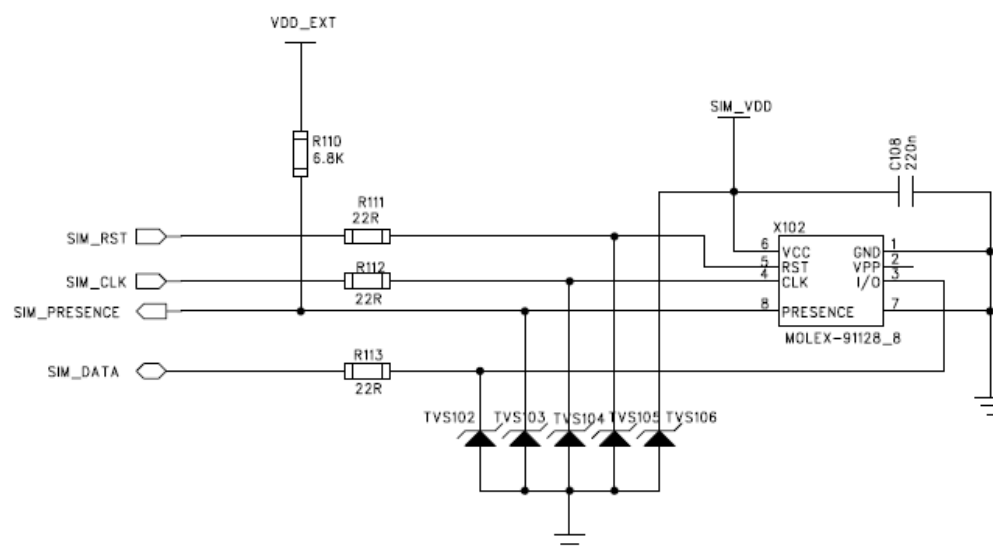 VDD_EXT
R110
6.8K
SIM_VDD
C108
220n
R111
22R
SIM_RST
X102
6 VCC GND 1
5 RST VPP 2
4 CLK I/O 3
SIM_CLK
R112
22R
SIM_PRESENCE
8 PRESENCE 7
MOLEX-91128_8
SIM_DATA
R113
22R
TVS102 TVS103 TVS104 TVS105 TVS106